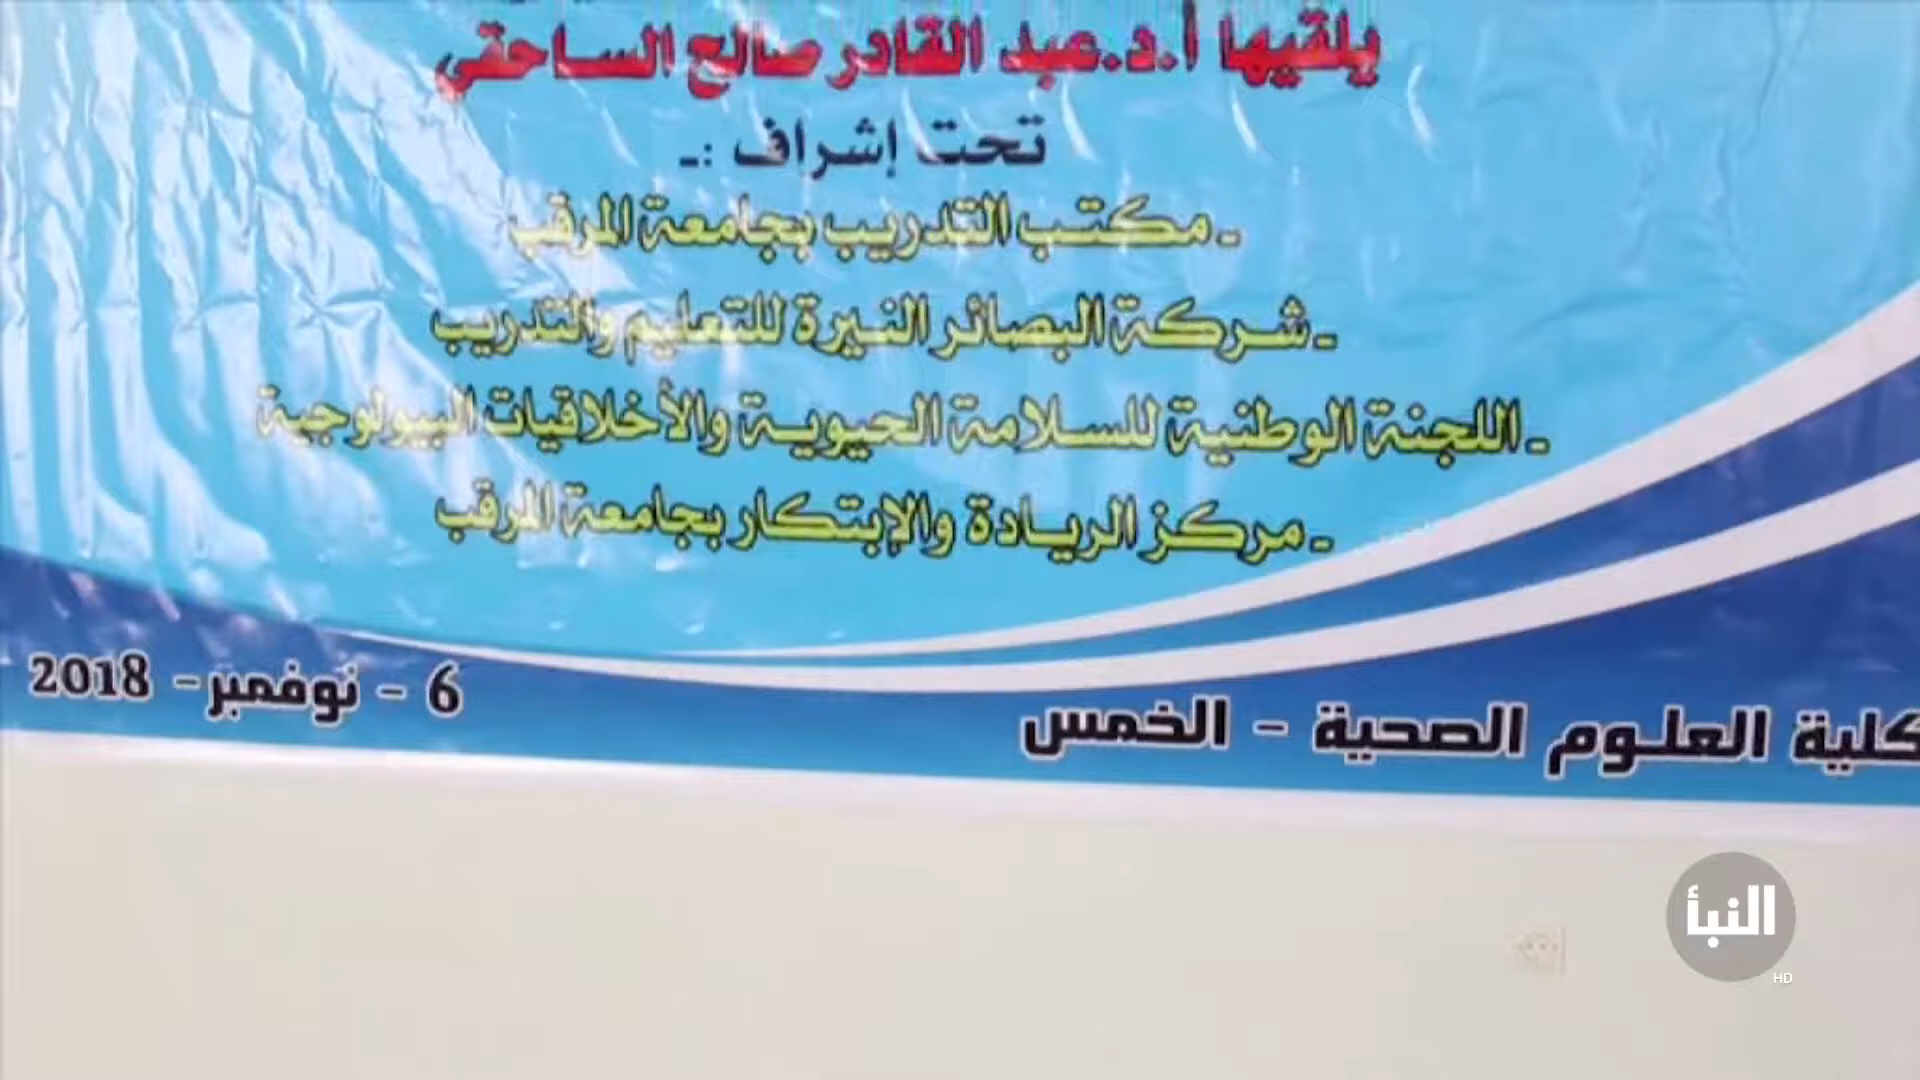 يلقيها أ.د.عبد القادر صالح الساحقي
تحت إشراف :-
- مكتب التدريب بجامعة المرقب
- شركة البصائر النيرة للتعليم والتدريب
- اللجنة الوطنية للسلامة الحيوية والأخلاقيات البيولوجية
- مركز الريادة والإبتكار بجامعة المرقب
كلية العلوم الصحية - الخمس
6 - نوفمبر - 2018
النبأ
HD